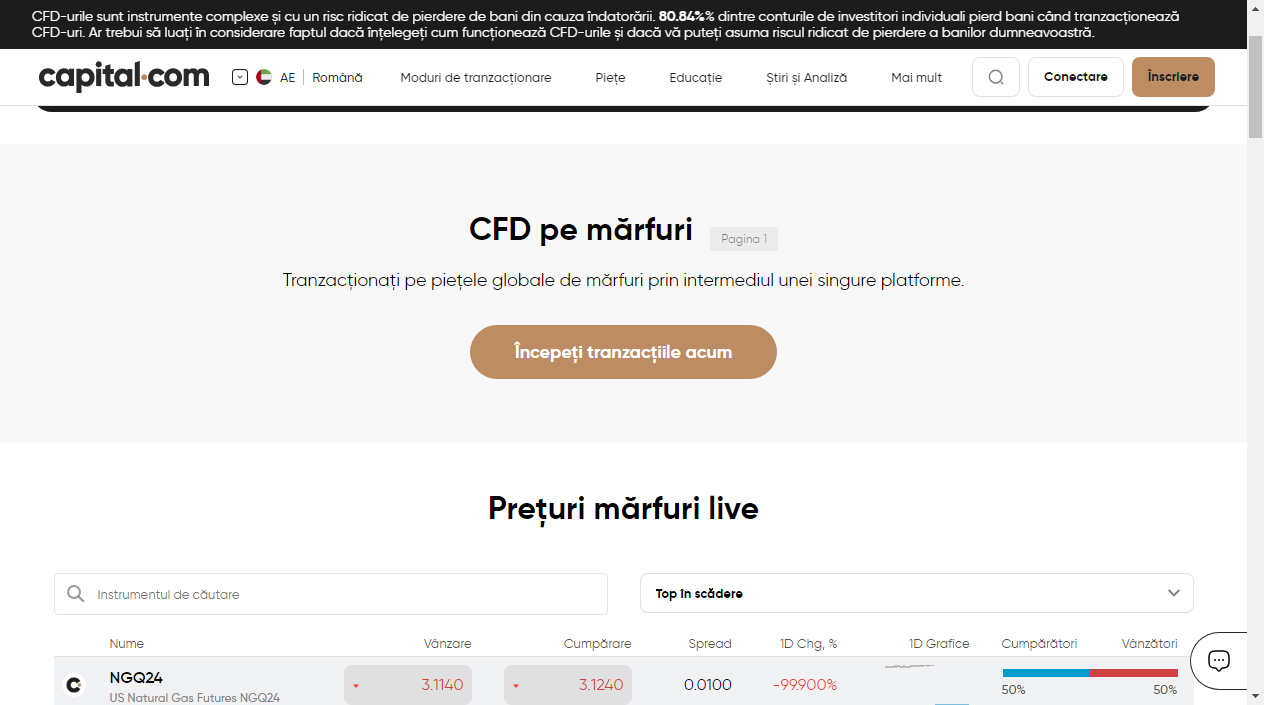 CFD-urile sunt instrumente complexe și cu un risc ridicat de pierdere de bani din cauza îndatorării. 80.84%% dintre conturile de investitori individuali pierd bani când tranzacționează
CFD-uri. Ar trebui să luați în considerare faptul dacă înțelegeți cum funcționează CFD-urile și dacă vă puteți asuma riscul ridicat de pierdere a banilor dumneavoastră.
capital.com AE Română Moduri de tranzacționare Piețe Educație Știri și Analiză Mai mult Conectare Înscriere
CFD pe mărfuri Pagina 1
Tranzacționați pe piețele globale de mărfuri prin intermediul unei singure platforme.
Începeți tranzacțiile acum
Prețuri mărfuri live
Instrumentul de căutare Top în scădere
Nume Vânzare Cumpărare Spread 1D Chg, % 1D Grafice Cumpărători Vânzători
NGQ24 3.1140 3.1240 0.0100 -99.900%
US Natural Gas Futures NGQ24 50% 50%